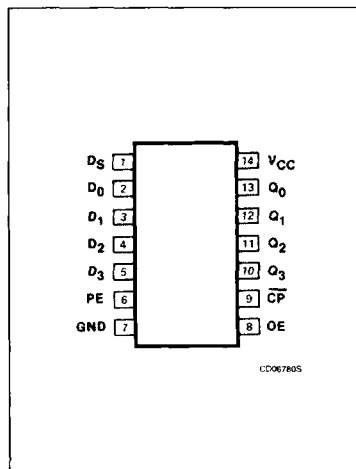 DS 1 14 VCC
D0 2 13 Q0
D1 3 12 Q1
D2 4 11 Q2
D3 5 10 Q3
PE 6 9 C̅P̅
GND 7 8 OE
CD06780S